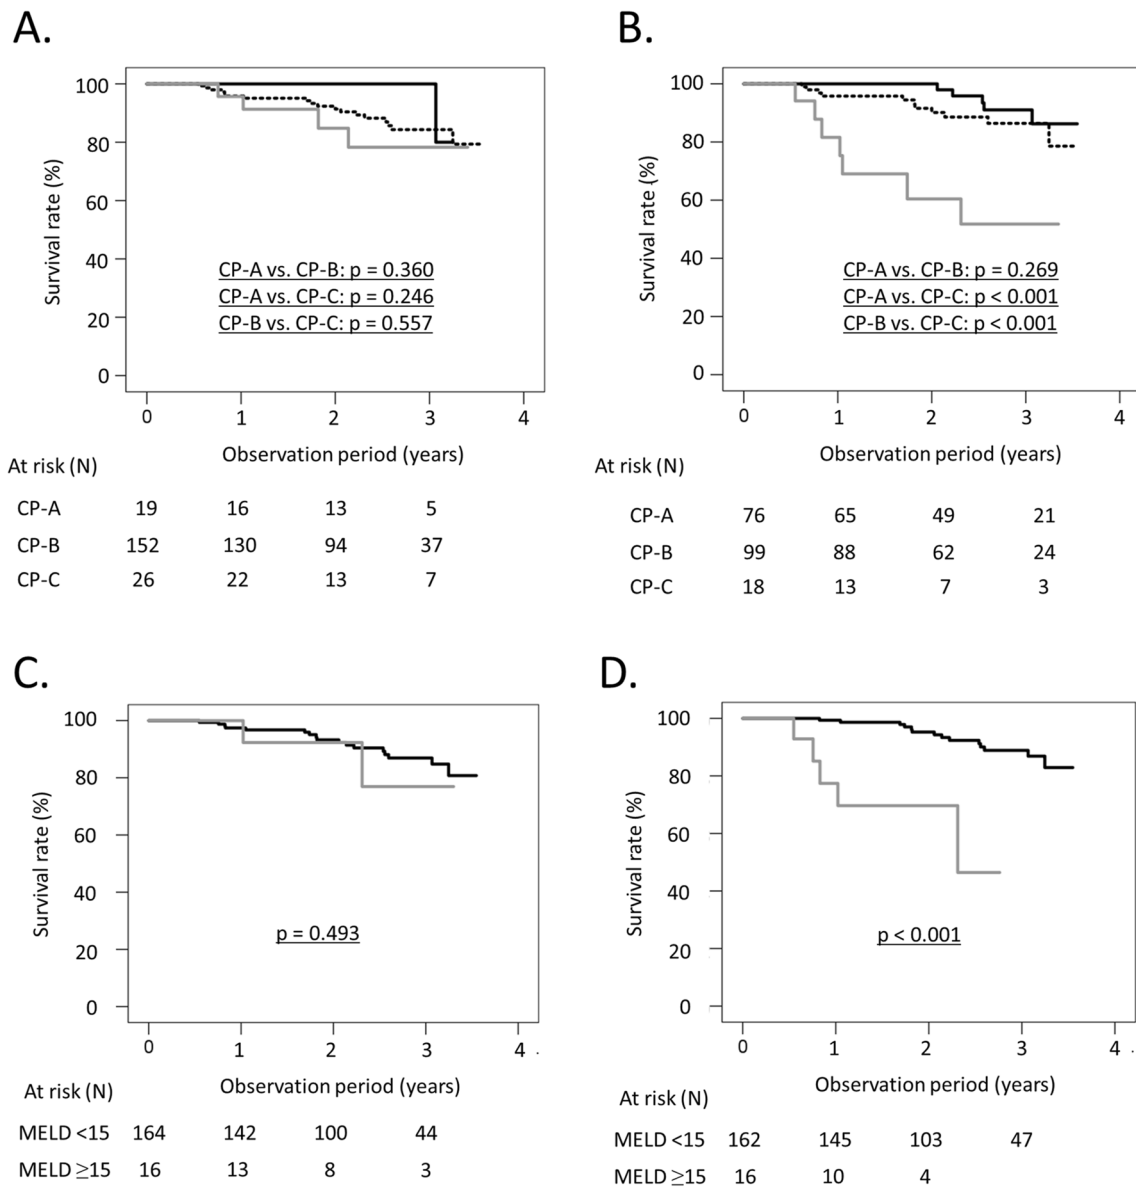 A.
100
80
60
40
20
0
Survival rate (%)
CP-A vs. CP-B: p = 0.360
CP-A vs. CP-C: p = 0.246
CP-B vs. CP-C: p = 0.557
0 1 2 3 4
Observation period (years)
At risk (N)
CP-A 19 16 13 5
CP-B 152 130 94 37
CP-C 26 22 13 7
B.
100
80
60
40
20
0
Survival rate (%)
CP-A vs. CP-B: p = 0.269
CP-A vs. CP-C: p < 0.001
CP-B vs. CP-C: p < 0.001
0 1 2 3 4
Observation period (years)
At risk (N)
CP-A 76 65 49 21
CP-B 99 88 62 24
CP-C 18 13 7 3
C.
100
80
60
40
20
0
Survival rate (%)
p = 0.493
0 1 2 3 4
Observation period (years)
At risk (N)
MELD <15 164 142 100 44
MELD ≥15 16 13 8 3
D.
100
80
60
40
20
0
Survival rate (%)
p < 0.001
0 1 2 3 4
Observation period (years)
At risk (N)
MELD <15 162 145 103 47
MELD ≥15 16 10 4